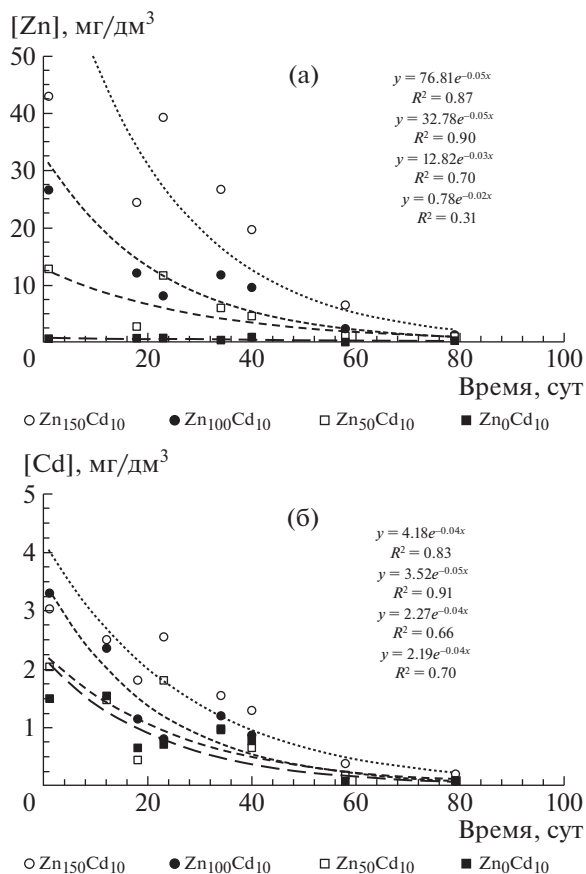 [Zn], мг/дм³
50
40
30
20
10
0
20
40
60
80
100
(а)
y = 76.81e^–0.05x
R² = 0.87
y = 32.78e^–0.05x
R² = 0.90
y = 12.82e^–0.03x
R² = 0.70
y = 0.78e^–0.02x
R² = 0.31
Время, сут
Zn₁₅₀Cd₁₀ Zn₁₀₀Cd₁₀ Zn₅₀Cd₁₀ Zn₀Cd₁₀
[Cd], мг/дм³
5
4
3
2
1
0
20
40
60
80
100
(б)
y = 4.18e^–0.04x
R² = 0.83
y = 3.52e^–0.05x
R² = 0.91
y = 2.27e^–0.04x
R² = 0.66
y = 2.19e^–0.04x
R² = 0.70
Время, сут
Zn₁₅₀Cd₁₀ Zn₁₀₀Cd₁₀ Zn₅₀Cd₁₀ Zn₀Cd₁₀